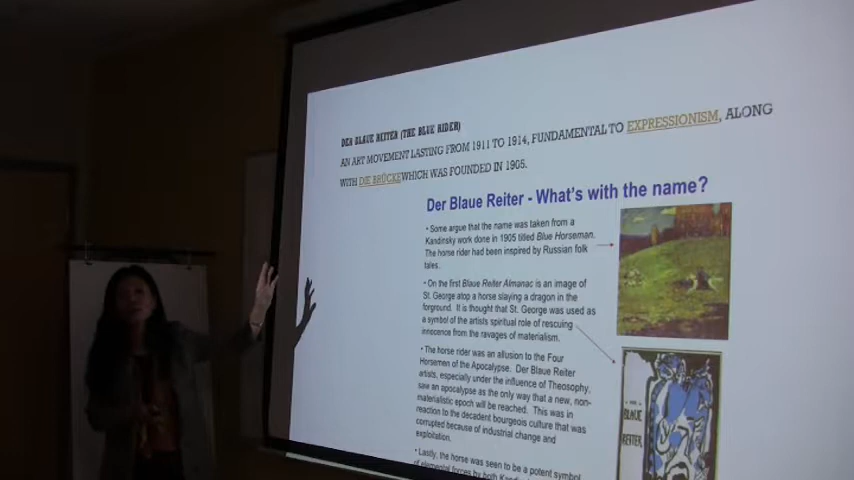 DER BLAUE REITER (THE BLUE RIDER)
AN ART MOVEMENT LASTING FROM 1911 TO 1914, FUNDAMENTAL TO EXPRESSIONISM, ALONG
WITH DIE BRÜCKE WHICH WAS FOUNDED IN 1905.
Der Blaue Reiter - What's with the name?
• Some argue that the name was taken from a
Kandinsky work done in 1905 titled Blue Horseman.
The horse rider had been inspired by Russian folk
tales.
• On the first Blaue Reiter Almanac is an image of
St. George atop a horse slaying a dragon in the
forground. It is thought that St. George was used as
a symbol of the artists spiritual role of rescuing
innocence from the ravages of materialism.
• The horse rider was an allusion to the Four
Horsemen of the Apocalypse. Der Blaue Reiter
artists, especially under the influence of Theosophy,
saw an apocalypse as the only way that a new, non-
materialistic epoch will be reached. This was in
reaction to the decadent bourgeois culture that was
corrupted because of industrial change and
exploitation.
• Lastly, the horse was seen to be a potent symbol
of elemental forces by both
BLAUE
REITER